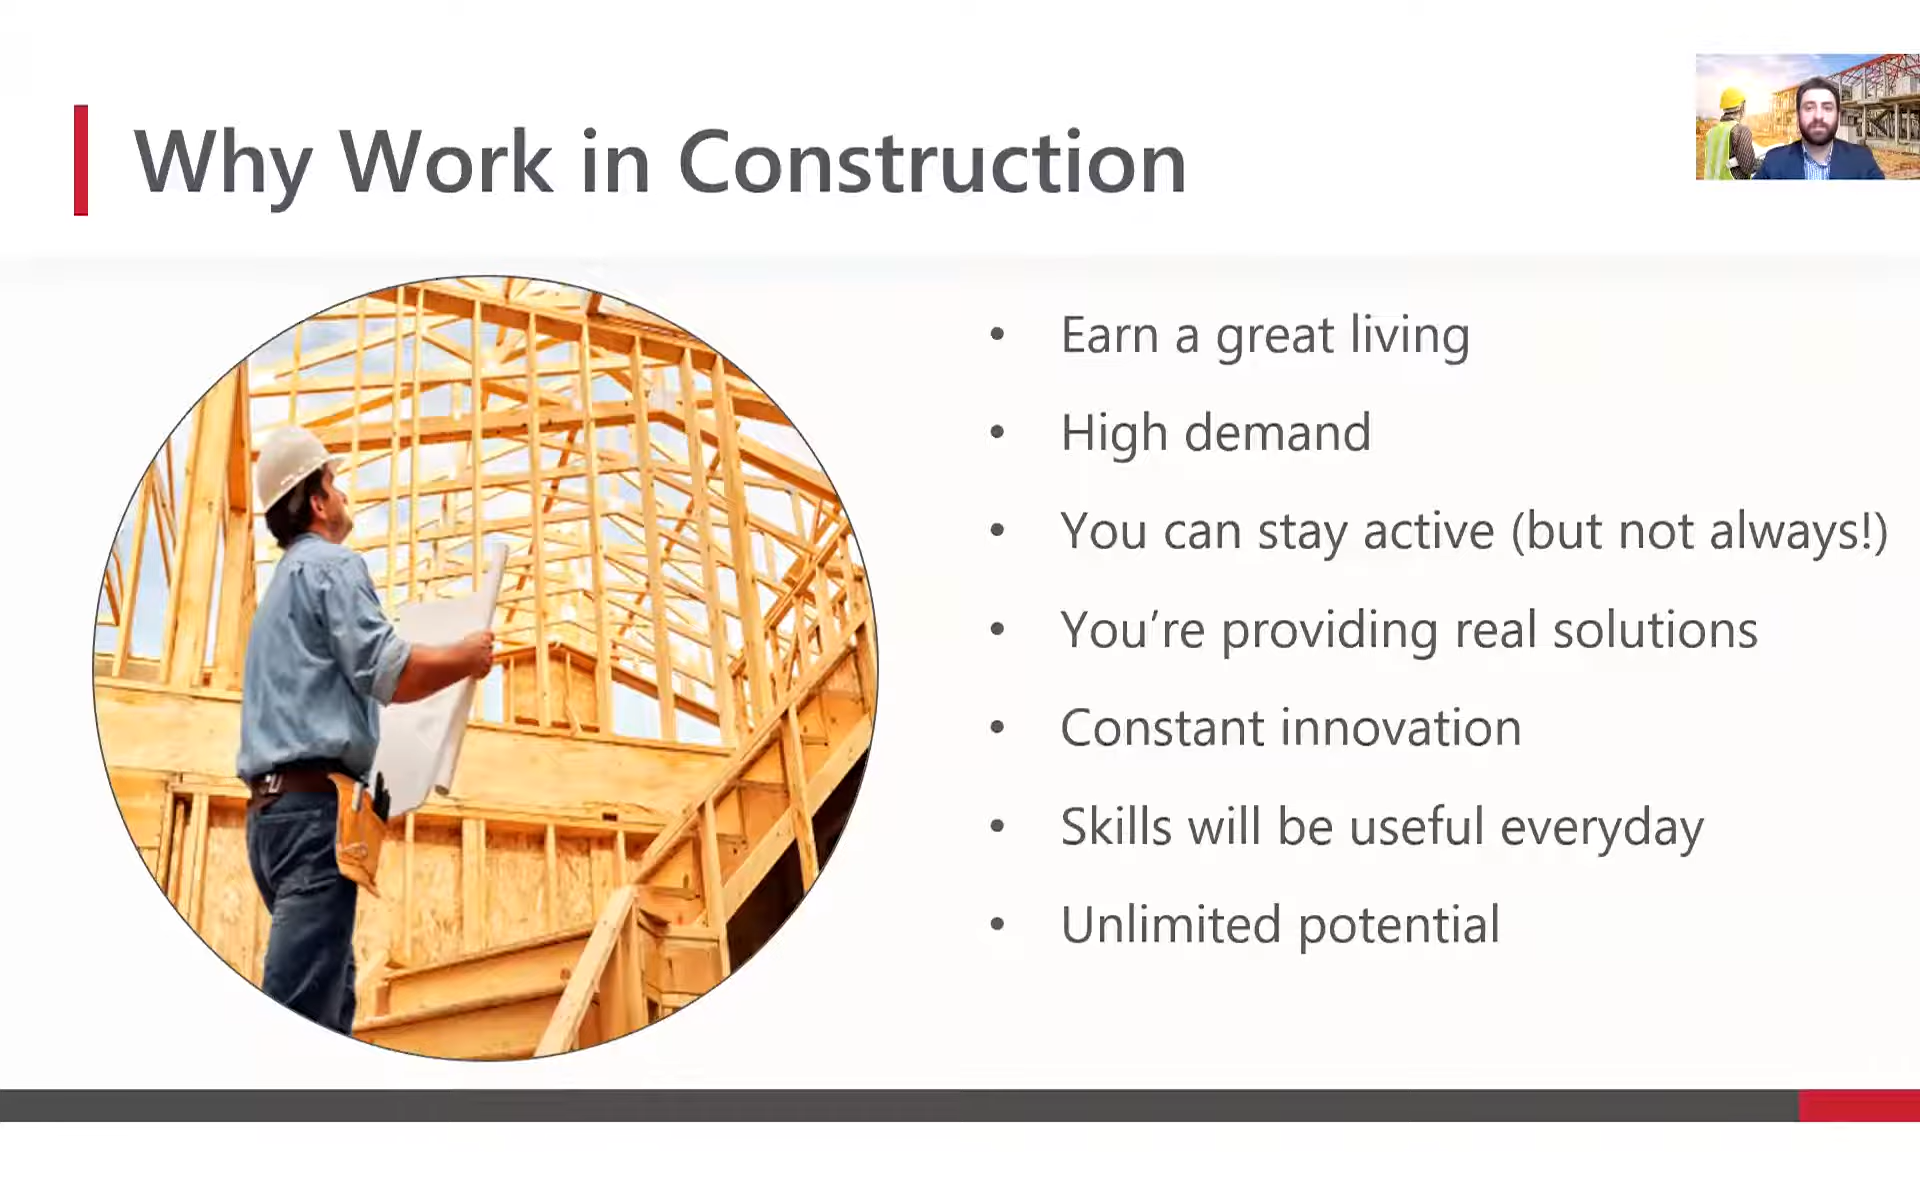 Why Work in Construction
• Earn a great living
• High demand
• You can stay active (but not always!)
• You’re providing real solutions
• Constant innovation
• Skills will be useful everyday
• Unlimited potential